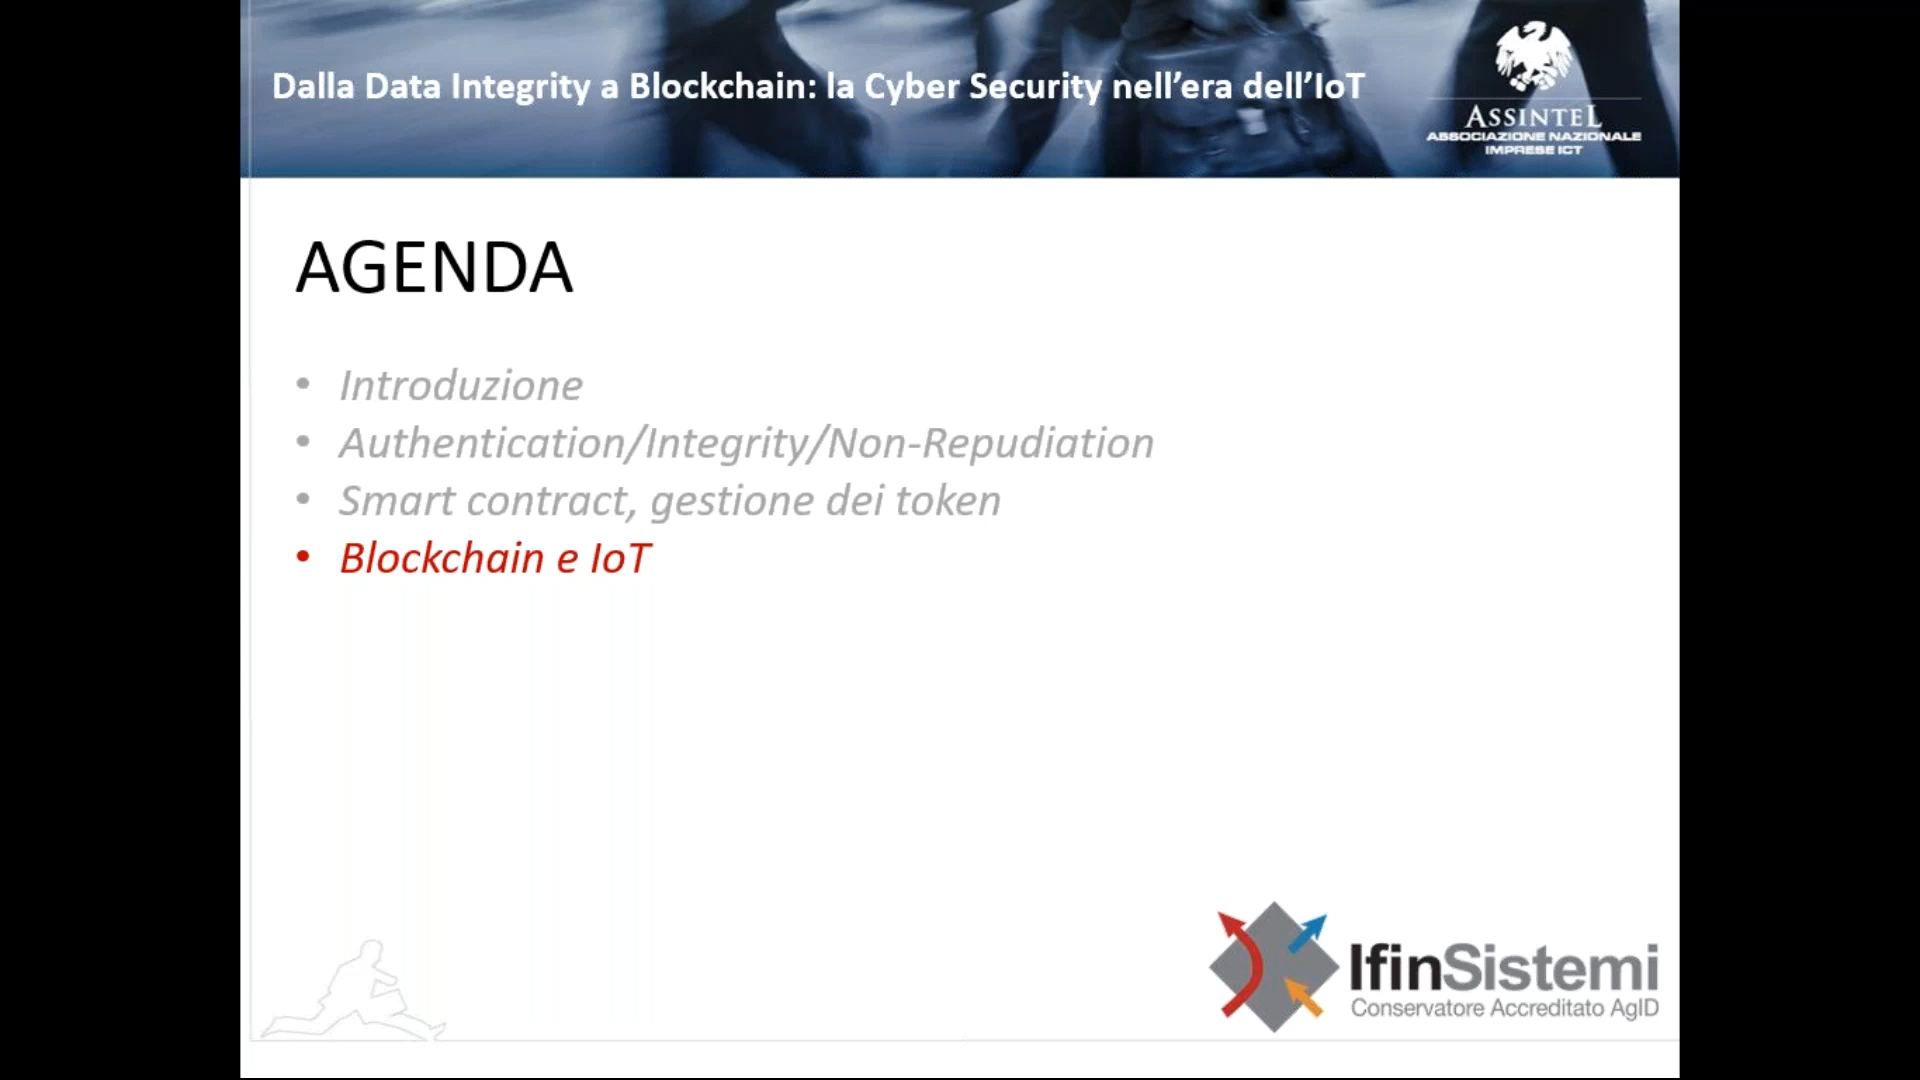 Dalla Data Integrity a Blockchain: la Cyber Security nell’era dell’IoT
ASSINTEL
ASSOCIAZIONE NAZIONALE
IMPRESE ICT
AGENDA
• Introduzione
• Authentication/Integrity/Non-Repudiation
• Smart contract, gestione dei token
• Blockchain e IoT
IfinSistemi
Conservatore Accreditato AgID